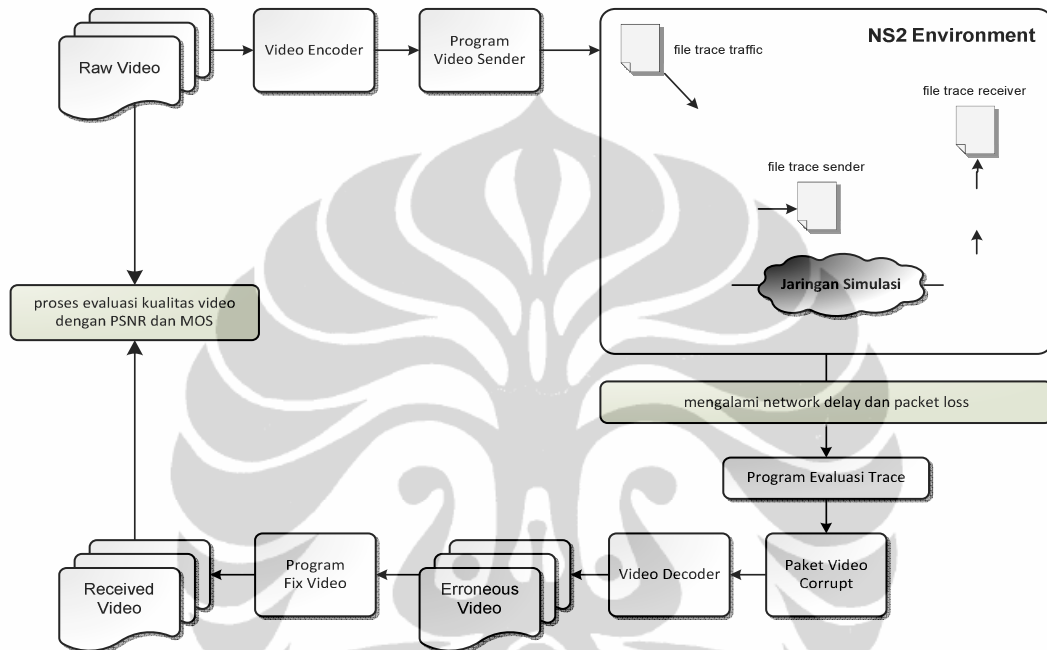 Raw Video
Video Encoder
Program
Video Sender
NS2 Environment
file trace traffic
file trace receiver
file trace sender
Jaringan Simulasi
proses evaluasi kualitas video
dengan PSNR dan MOS
mengalami network delay dan packet loss
Program Evaluasi Trace
Received
Video
Program
Fix Video
Erroneous
Video
Video Decoder
Paket Video
Corrupt